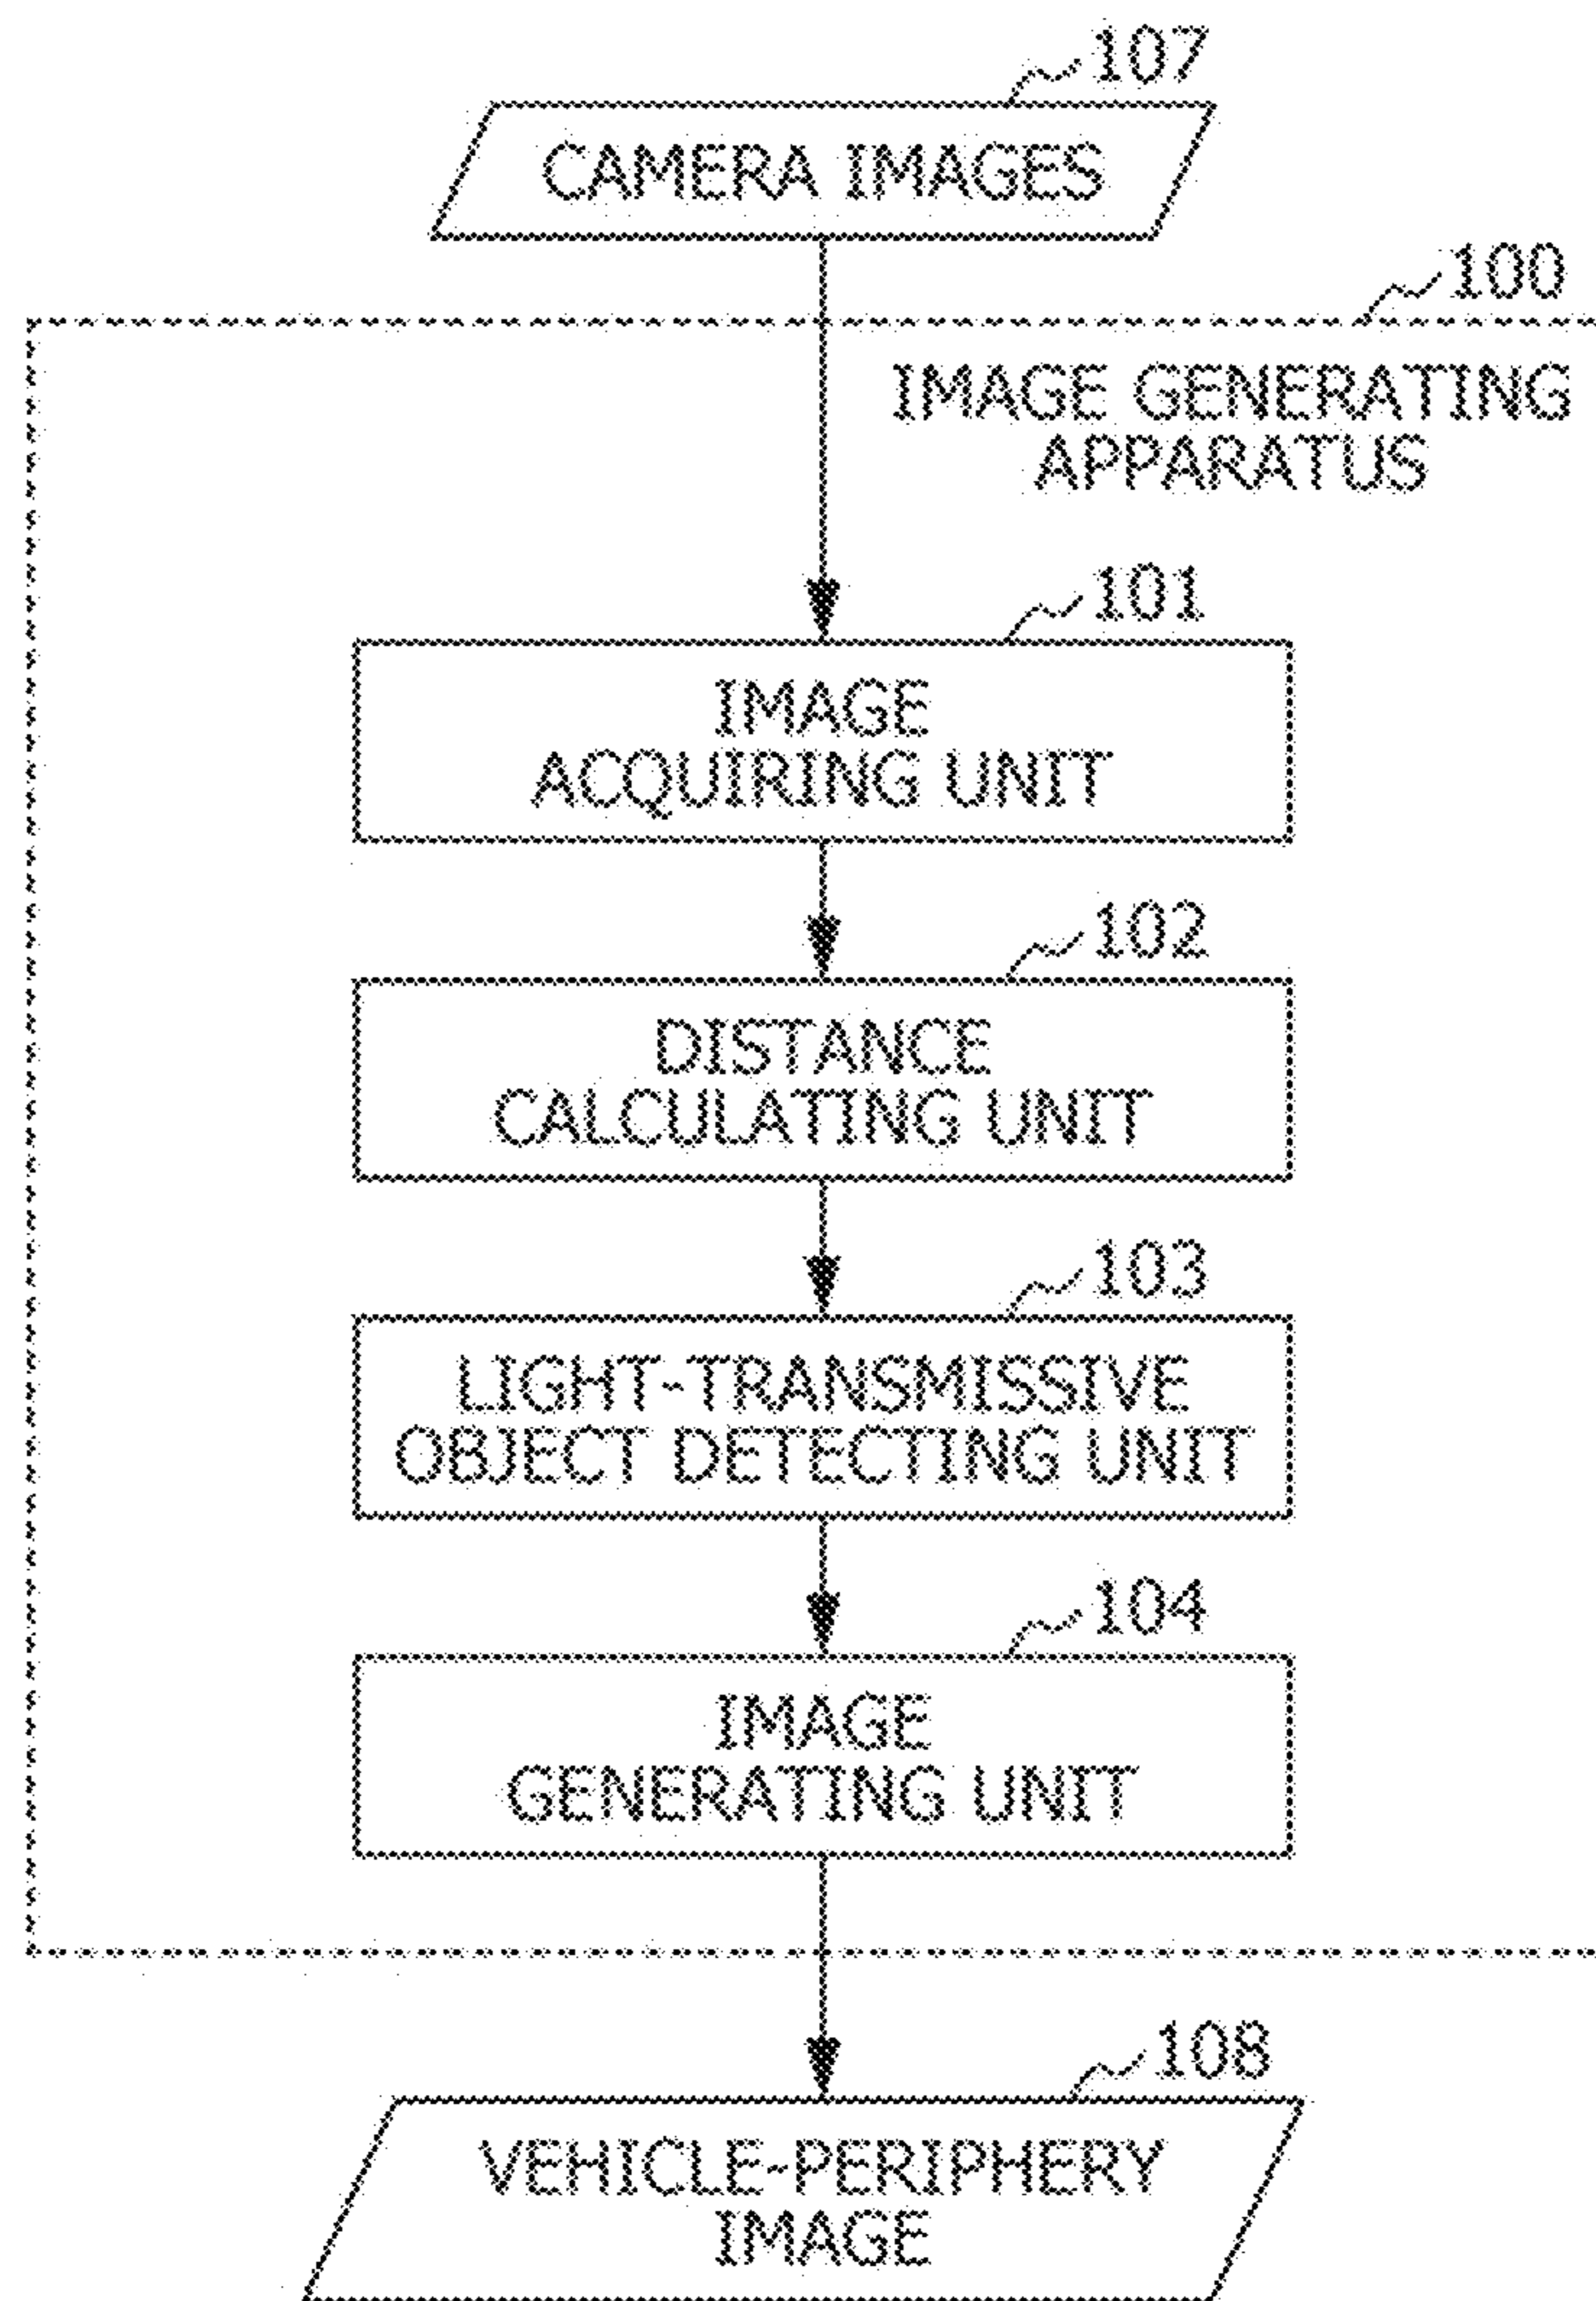 107
CAMERA IMAGES
100
IMAGE GENERATING
APPARATUS
101
IMAGE
ACQUIRING UNIT
102
DISTANCE
CALCULATING UNIT
103
LIGHT-TRANSMISSIVE
OBJECT DETECTING UNIT
104
IMAGE
GENERATING UNIT
108
VEHICLE-PERIPHERY
IMAGE